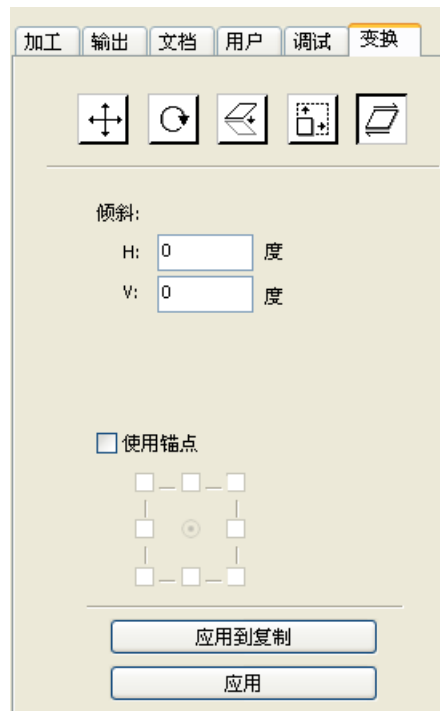 加工 输出 文档 用户 调试 变换
倾斜:
H: 0 度
V: 0 度
使用锚点
应用到复制
应用